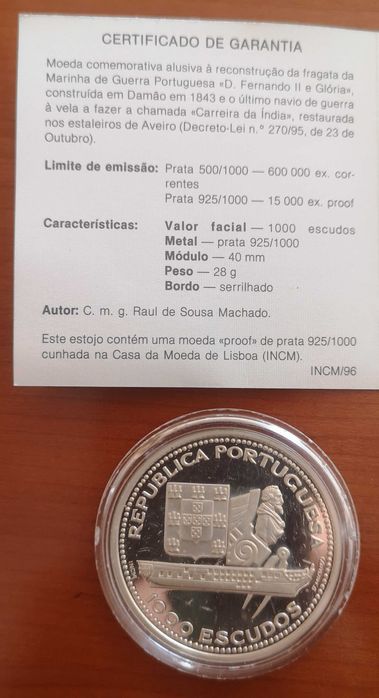 CERTIFICADO DE GARANTIA
Moeda comemorativa alusiva à reconstrução da fragata da
Marinha de Guerra Portuguesa «D. Fernando II e Glória»,
construída em Damão em 1843 e o último navio de guerra
à vela a fazer a chamada «Carreira da Índia», restaurada
nos estaleiros de Aveiro (Decreto-Lei n.º 270/95, de 23 de
Outubro).
Limite de emissão: Prata 500/1000 — 600 000 ex. cor-
rentes
Prata 925/1000 — 15 000 ex. proof
Características: Valor facial — 1000 escudos
Metal — prata 925/1000
Módulo — 40 mm
Peso — 28 g
Bordo — serrilhado
Autor: C. m. g. Raul de Sousa Machado.
Este estojo contém uma moeda «proof» de prata 925/1000
cunhada na Casa da Moeda de Lisboa (INCM).
INCM/96
REPUBLICA PORTUGUESA
1000 ESCUDOS